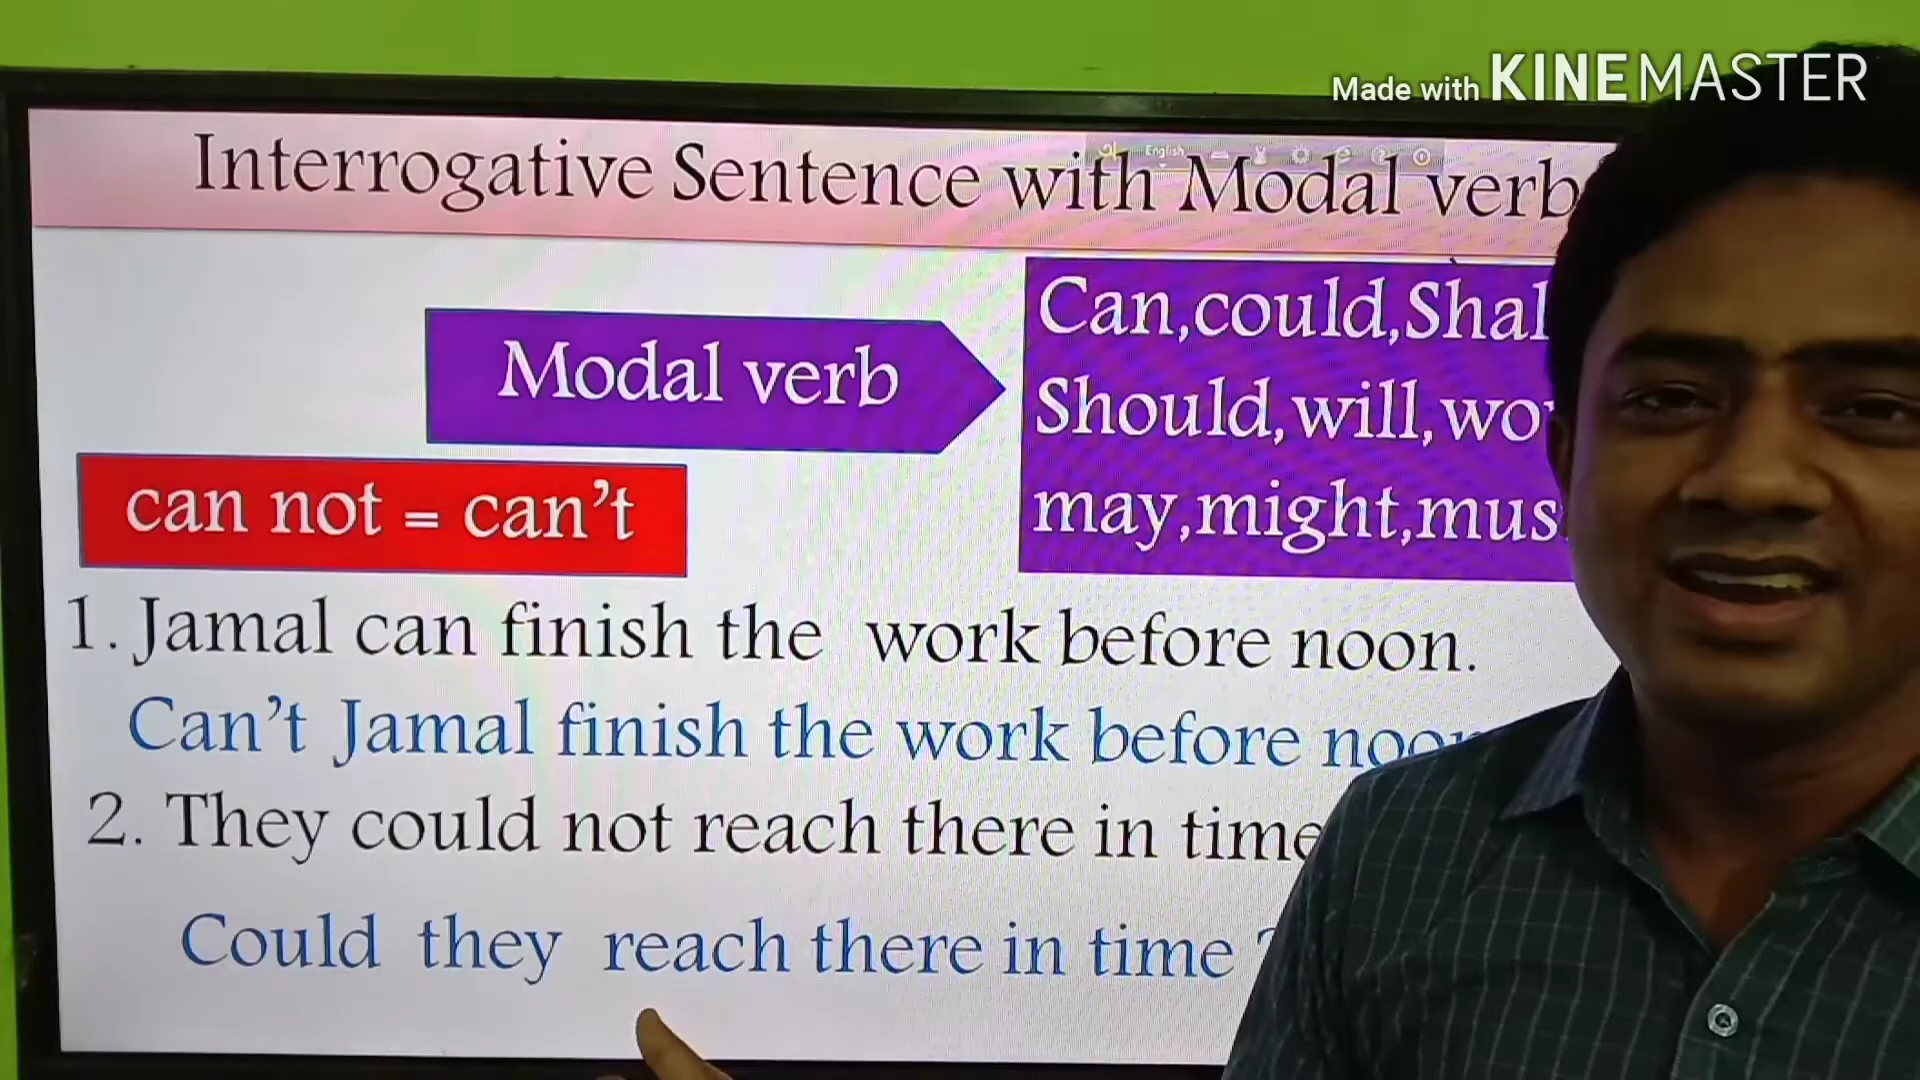 Made with KINEMASTER
Interrogative Sentence with Modal verb
English
Modal verb
Can,could,Shal
Should,will,wo
may,might,mus
can not = can't
1. Jamal can finish the work before noon.
Can't Jamal finish the work before noon
2. They could not reach there in time
Could they reach there in time ?